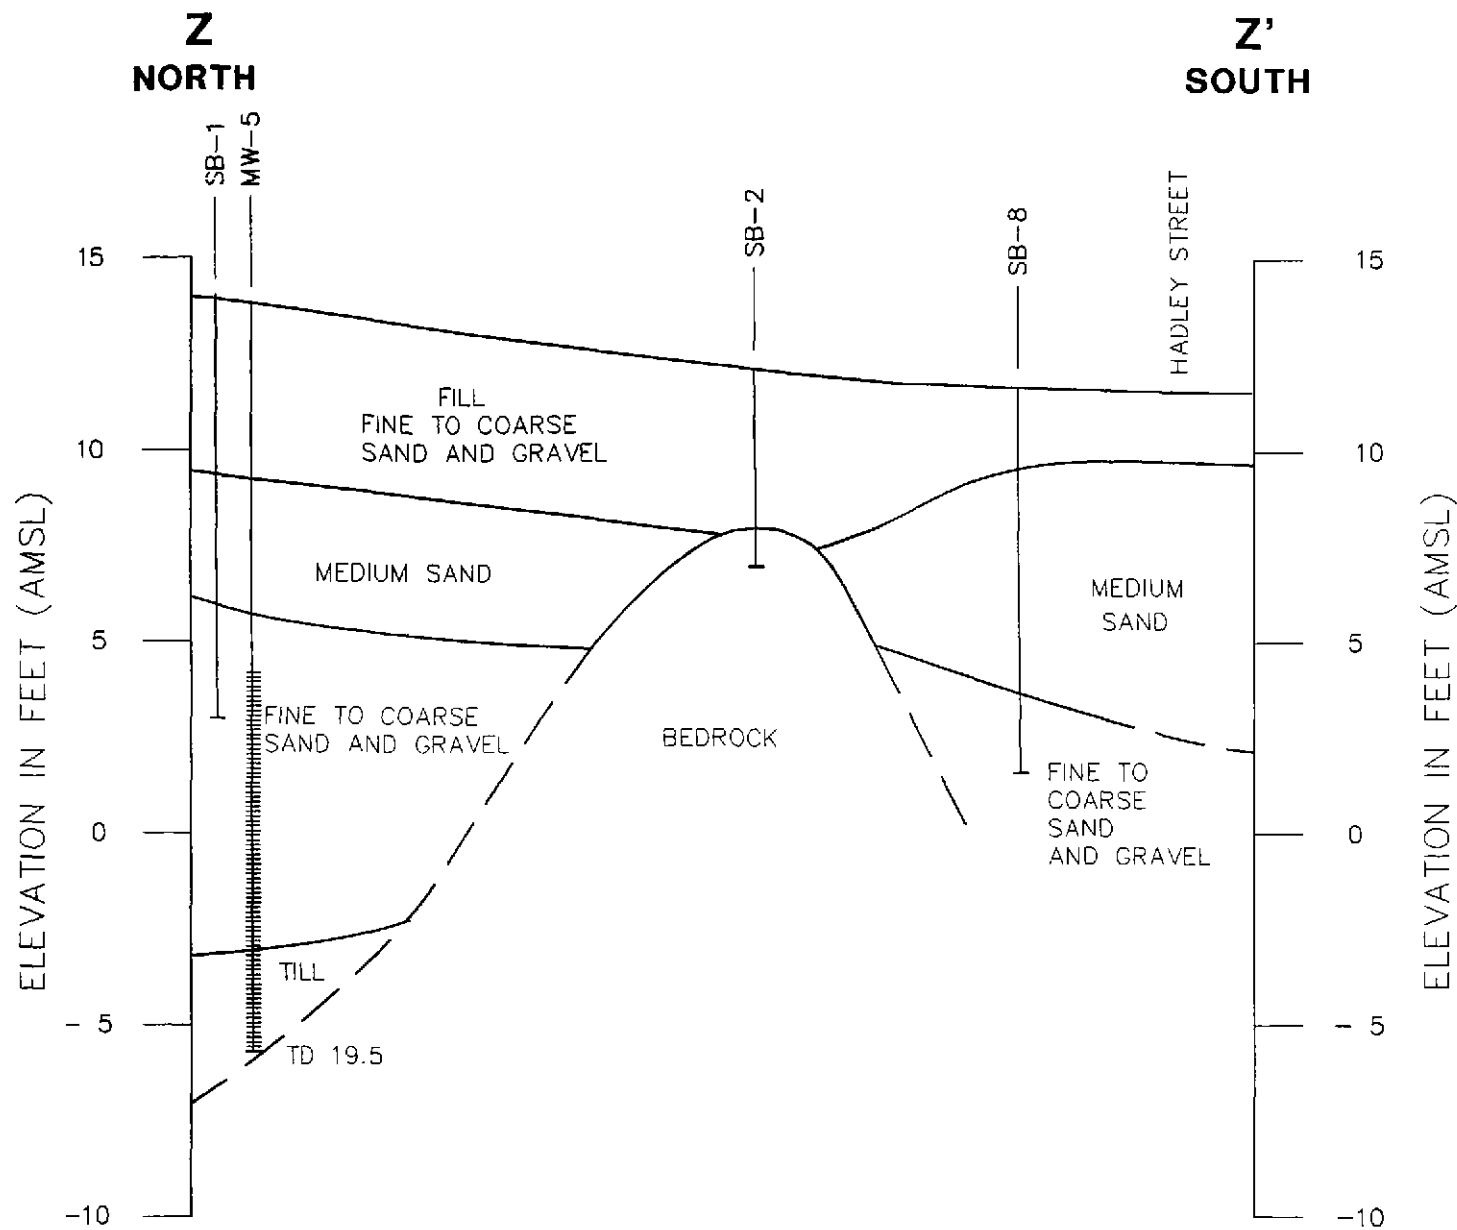 Z
NORTH
Z'
SOUTH
SB-1
MW-5
SB-2
SB-8
HADLEY STREET
15
10
5
0
- 5
-10
ELEVATION IN FEET (AMSL)
FILL
FINE TO COARSE
SAND AND GRAVEL
MEDIUM SAND
FINE TO COARSE
SAND AND GRAVEL
TILL
TD 19.5
BEDROCK
MEDIUM
SAND
FINE TO
COARSE
SAND
AND GRAVEL
15
10
5
0
- 5
-10
ELEVATION IN FEET (AMSL)